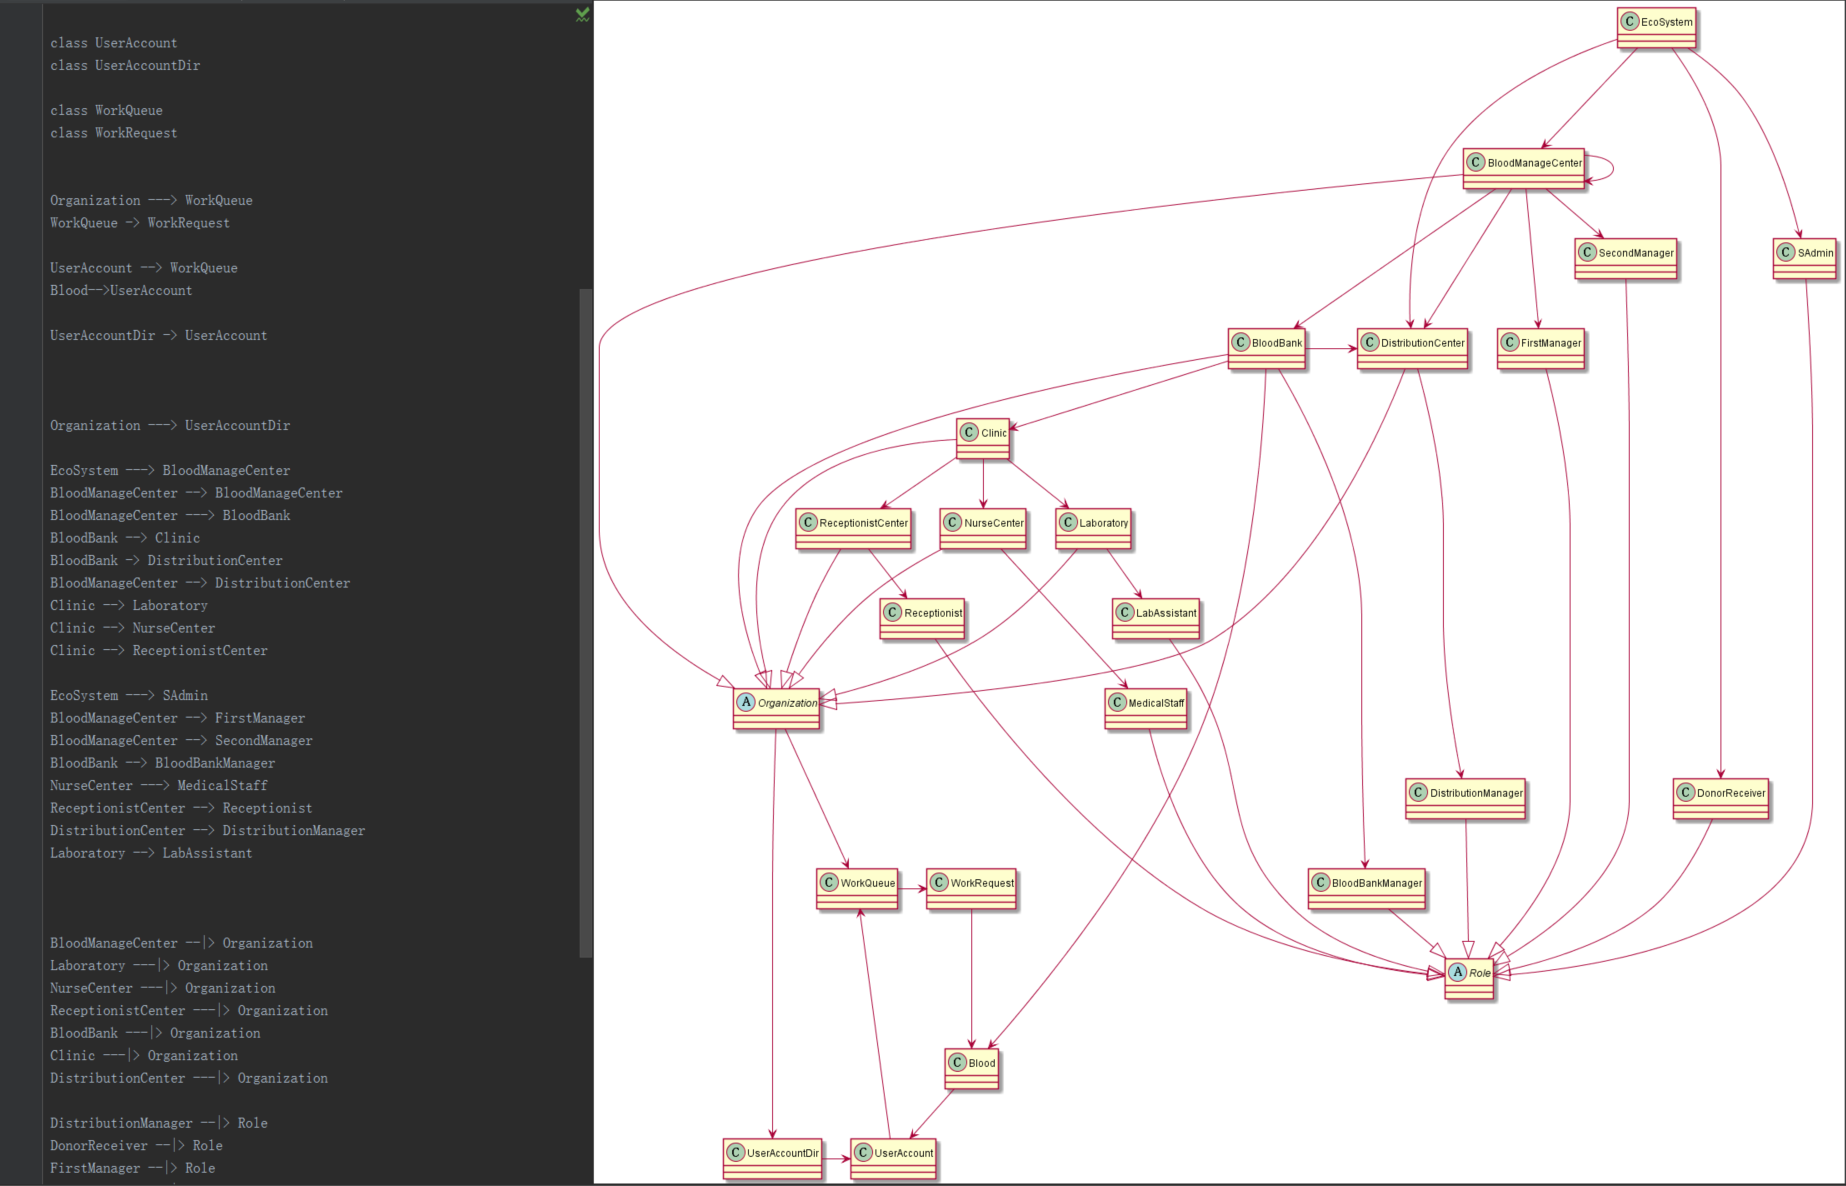 class UserAccount
class UserAccountDir
class WorkQueue
class WorkRequest
Organization ---> WorkQueue
WorkQueue -> WorkRequest
UserAccount --> WorkQueue
Blood-->UserAccount
UserAccountDir -> UserAccount
Organization ---> UserAccountDir
EcoSystem ---> BloodManageCenter
BloodManageCenter --> BloodManageCenter
BloodManageCenter ---> BloodBank
BloodBank --> Clinic
BloodBank -> DistributionCenter
BloodManageCenter --> DistributionCenter
Clinic --> Laboratory
Clinic --> NurseCenter
Clinic --> ReceptionistCenter
EcoSystem ---> SAdmin
BloodManageCenter --> FirstManager
BloodManageCenter --> SecondManager
BloodBank --> BloodBankManager
NurseCenter ---> MedicalStaff
ReceptionistCenter --> Receptionist
DistributionCenter --> DistributionManager
Laboratory --> LabAssistant
BloodManageCenter --|> Organization
Laboratory ---|> Organization
NurseCenter ---|> Organization
ReceptionistCenter ---|> Organization
BloodBank ---|> Organization
Clinic ---|> Organization
DistributionCenter ---|> Organization
DistributionManager --|> Role
DonorReceiver --|> Role
FirstManager --|> Role
C EcoSystem
C BloodManageCenter
C SecondManager
C SAdmin
C BloodBank
C DistributionCenter
C FirstManager
C Clinic
C ReceptionistCenter
C NurseCenter
C Laboratory
C Receptionist
C LabAssistant
A Organization
C MedicalStaff
C DistributionManager
C DonorReceiver
C WorkQueue
C WorkRequest
C BloodBankManager
A Role
C Blood
C UserAccountDir
C UserAccount